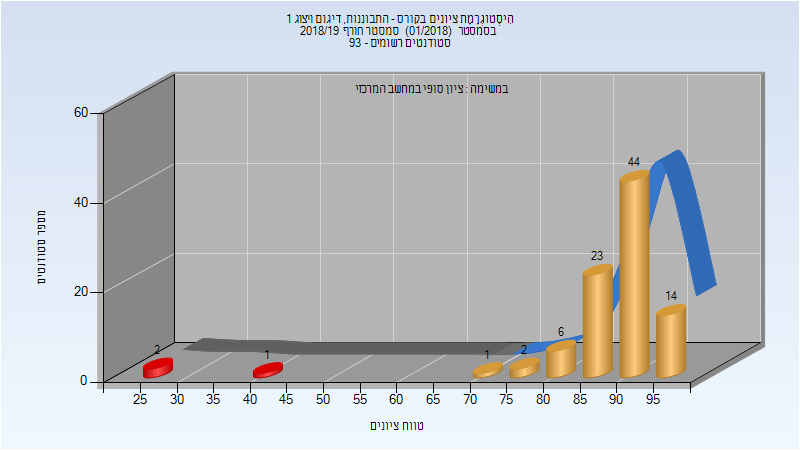 היסטוגרמת ציונים בקורס - התבוננות, דיגום ויצוג 1
בסמסטר (01/2018) סמסטר חורף 2018/19
סטודנטים רשומים - 93
במשימה : ציון סופי במחשב המרכזי
מספר סטודנטים
60
40
20
0
2
1
1
2
6
23
44
14
25 30 35 40 45 50 55 60 65 70 75 80 85 90 95
טווח ציונים